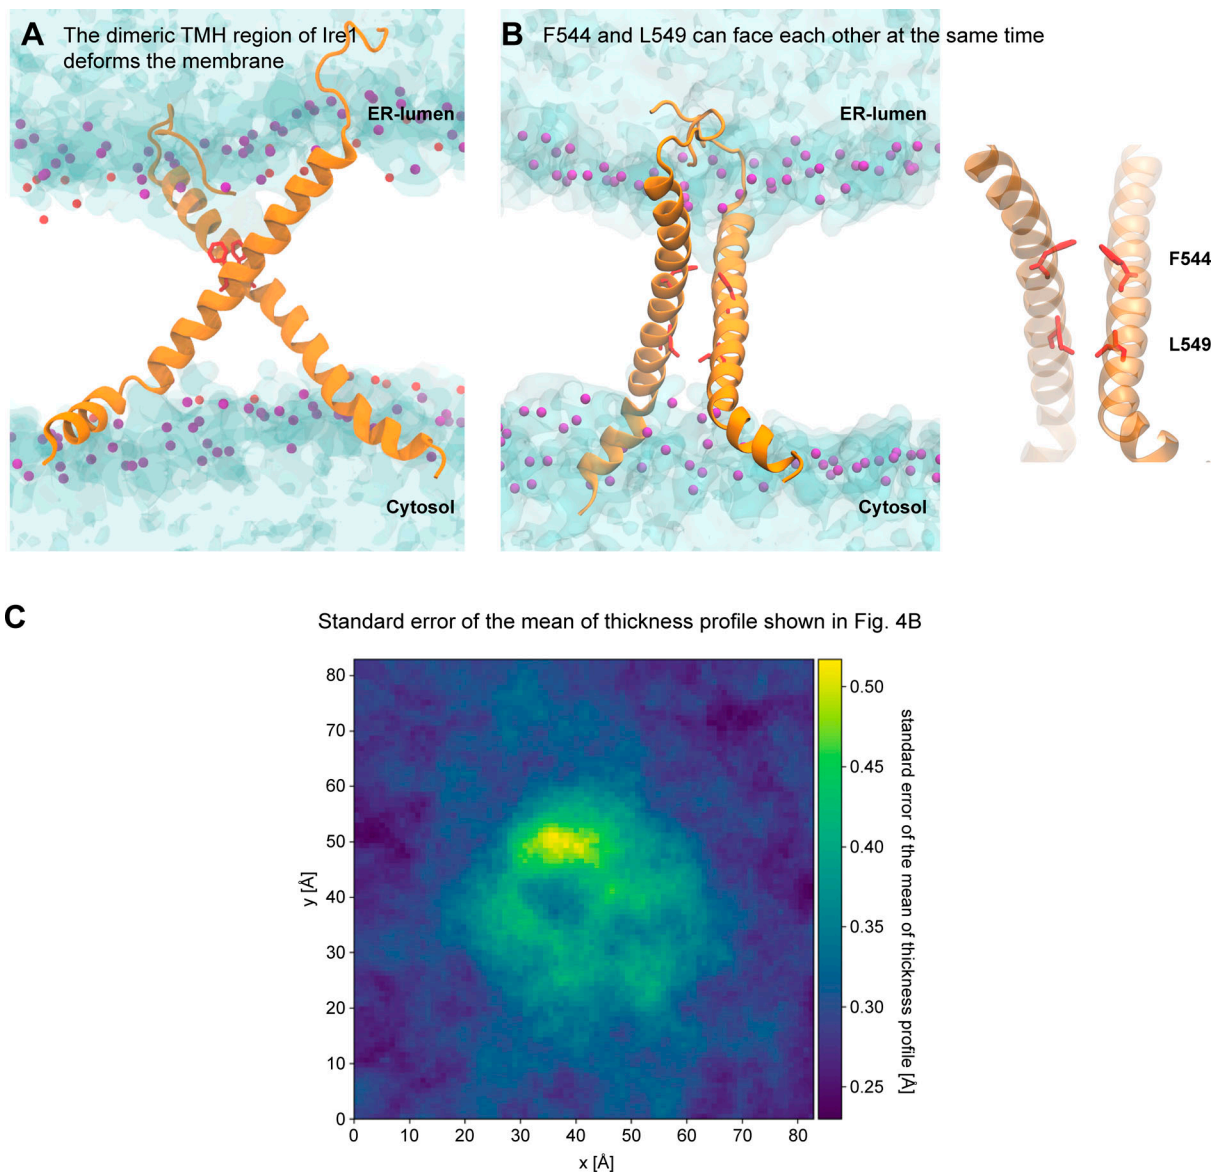 A The dimeric TMH region of Ire1
deforms the membrane
ER-lumen
Cytosol
B F544 and L549 can face each other at the same time
ER-lumen
Cytosol
F544
L549
C
Standard error of the mean of thickness profile shown in Fig. 4B
80
70
60
50
40
30
20
10
0
y [Å]
0 10 20 30 40 50 60 70 80
x [Å]
0.50
0.45
0.40
0.35
0.30
0.25
standard error of the mean of thickness profile [Å]